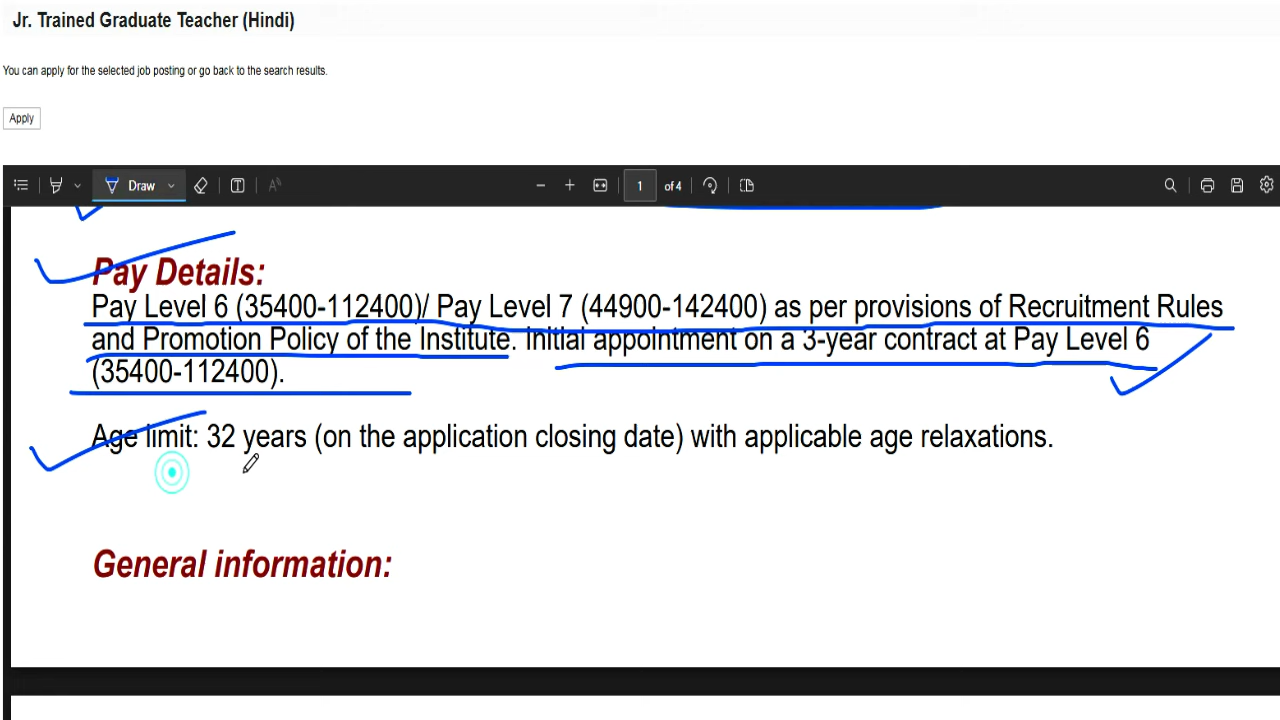 Jr. Trained Graduate Teacher (Hindi)
You can apply for the selected job posting or go back to the search results.
Apply
Draw
1 of 4
Pay Details:
Pay Level 6 (35400-112400)/ Pay Level 7 (44900-142400) as per provisions of Recruitment Rules
and Promotion Policy of the Institute. Initial appointment on a 3-year contract at Pay Level 6
(35400-112400).
Age limit: 32 years (on the application closing date) with applicable age relaxations.
General information: